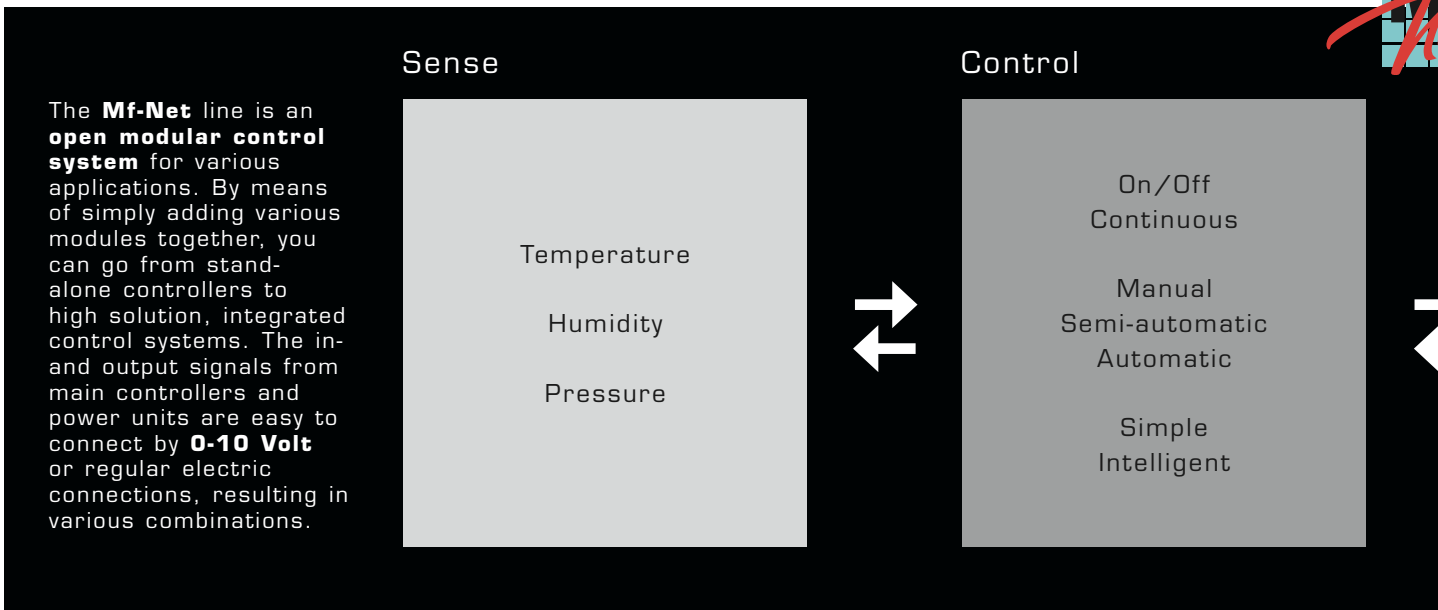 Sense
Control
The Mf-Net line is an
open modular control
system for various
applications. By means
of simply adding various
modules together, you
can go from stand-
alone controllers to
high solution, integrated
control systems. The in-
and output signals from
main controllers and
power units are easy to
connect by 0-10 Volt
or regular electric
connections, resulting in
various combinations.
Temperature
Humidity
Pressure
On/Off
Continuous
Manual
Semi-automatic
Automatic
Simple
Intelligent